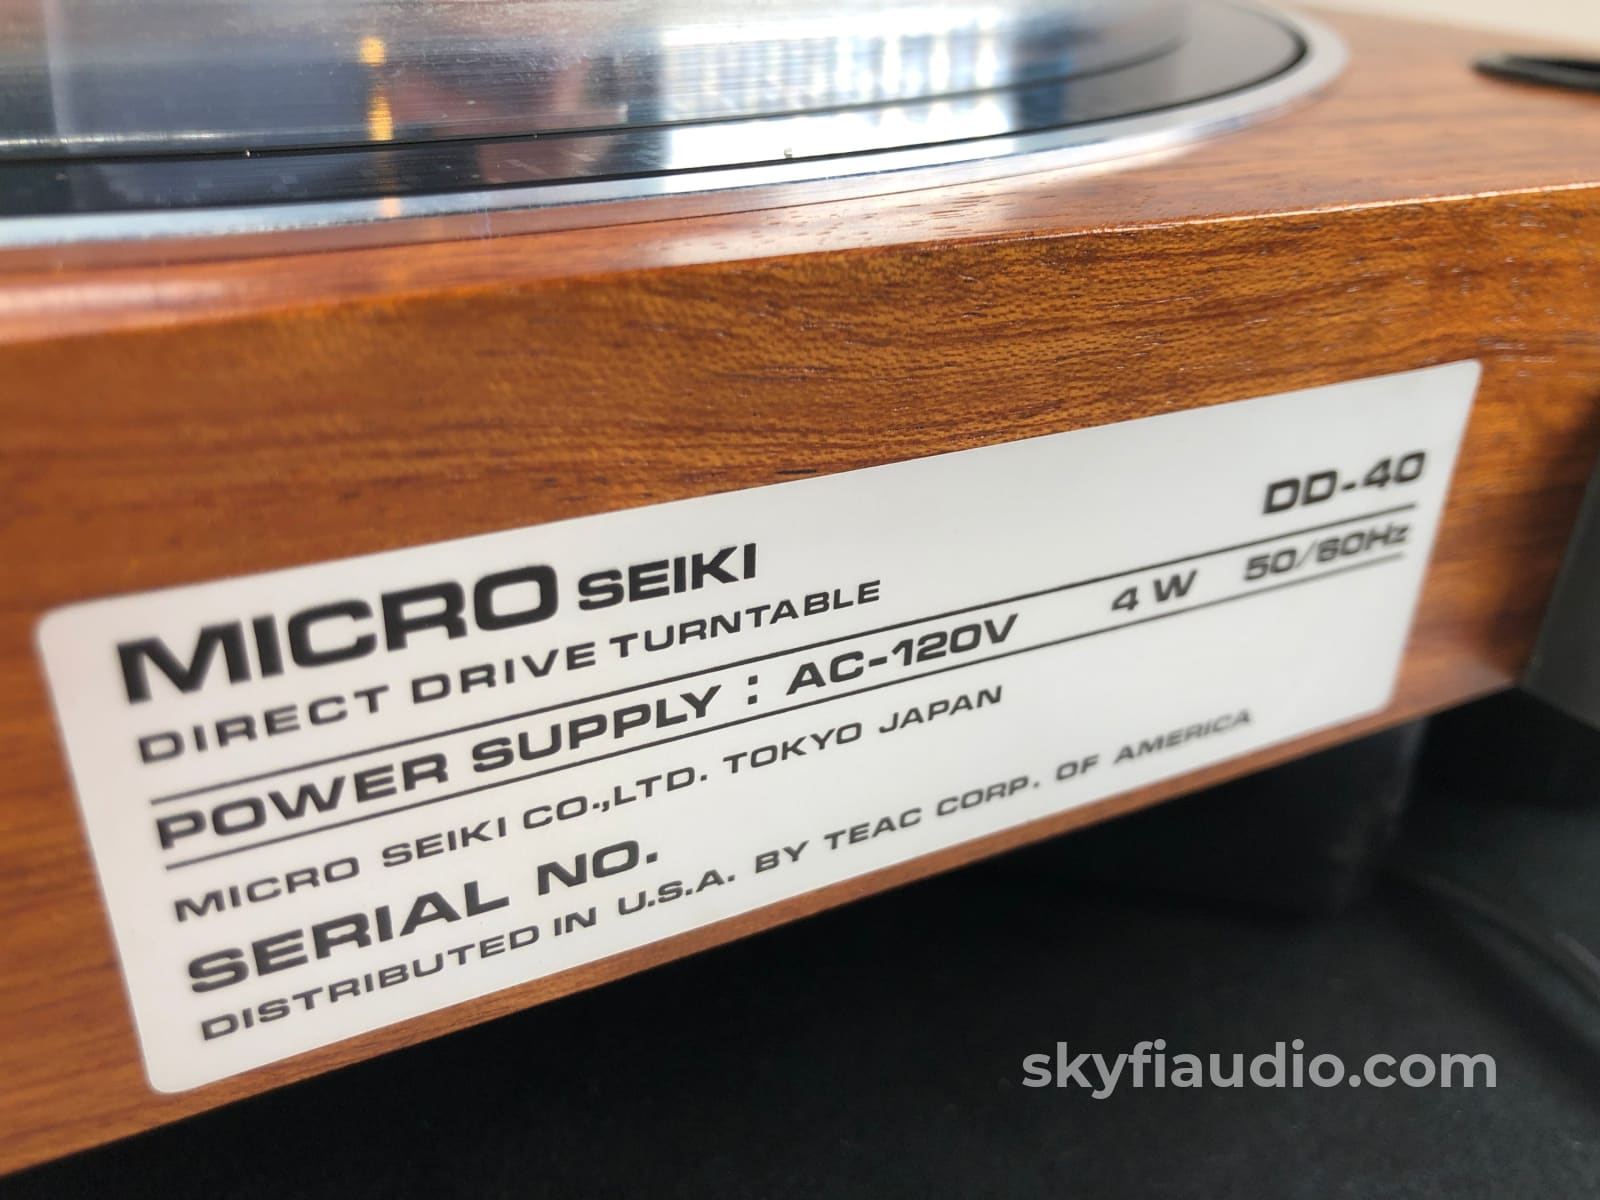 MICRO SEIKI
DIRECT DRIVE TURNTABLE DD-40
POWER SUPPLY : AC-120V 4 W 50/60Hz
MICRO SEIKI CO.,LTD. TOKYO JAPAN
SERIAL NO.
DISTRIBUTED IN U.S.A. BY TEAC CORP. OF AMERICA
skyfiaudio.com